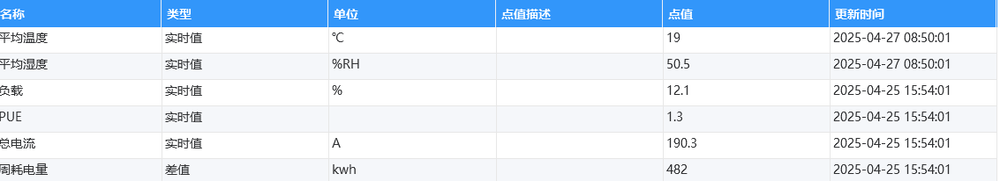 名称 类型 单位 点值描述 点值 更新时间
平均温度 实时值 ℃ 19 2025-04-27 08:50:01
平均湿度 实时值 %RH 50.5 2025-04-27 08:50:01
负载 实时值 % 12.1 2025-04-25 15:54:01
PUE 实时值 1.3 2025-04-25 15:54:01
总电流 实时值 A 190.3 2025-04-25 15:54:01
周耗电量 差值 kwh 482 2025-04-25 15:54:01